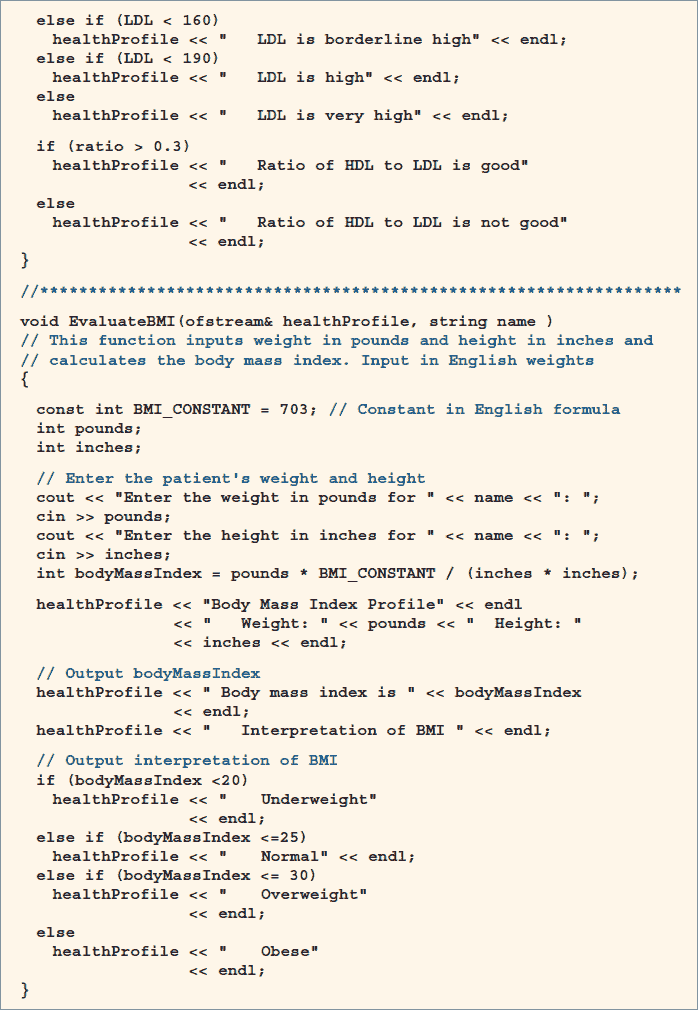 else if (LDL < 160)
healthProfile << "   LDL is borderline high" << endl;
else if (LDL < 190)
healthProfile << "   LDL is high" << endl;
else
healthProfile << "   LDL is very high" << endl;
if (ratio > 0.3)
healthProfile << "   Ratio of HDL to LDL is good"
<< endl;
else
healthProfile << "   Ratio of HDL to LDL is not good"
<< endl;
}
//******************************************************************
void EvaluateBMI(ofstream& healthProfile, string name )
// This function inputs weight in pounds and height in inches and
// calculates the body mass index. Input in English weights
{
const int BMI_CONSTANT = 703; // Constant in English formula
int pounds;
int inches;
// Enter the patient's weight and height
cout << "Enter the weight in pounds for " << name << ": ";
cin >> pounds;
cout << "Enter the height in inches for " << name << ": ";
cin >> inches;
int bodyMassIndex = pounds * BMI_CONSTANT / (inches * inches);
healthProfile << "Body Mass Index Profile" << endl
<< "   Weight: " << pounds << "  Height: "
<< inches << endl;
// Output bodyMassIndex
healthProfile << " Body mass index is " << bodyMassIndex
<< endl;
healthProfile << "   Interpretation of BMI " << endl;
// Output interpretation of BMI
if (bodyMassIndex <20)
healthProfile << "   Underweight"
<< endl;
else if (bodyMassIndex <=25)
healthProfile << "   Normal" << endl;
else if (bodyMassIndex <= 30)
healthProfile << "   Overweight"
<< endl;
else
healthProfile << "   Obese"
<< endl;
}